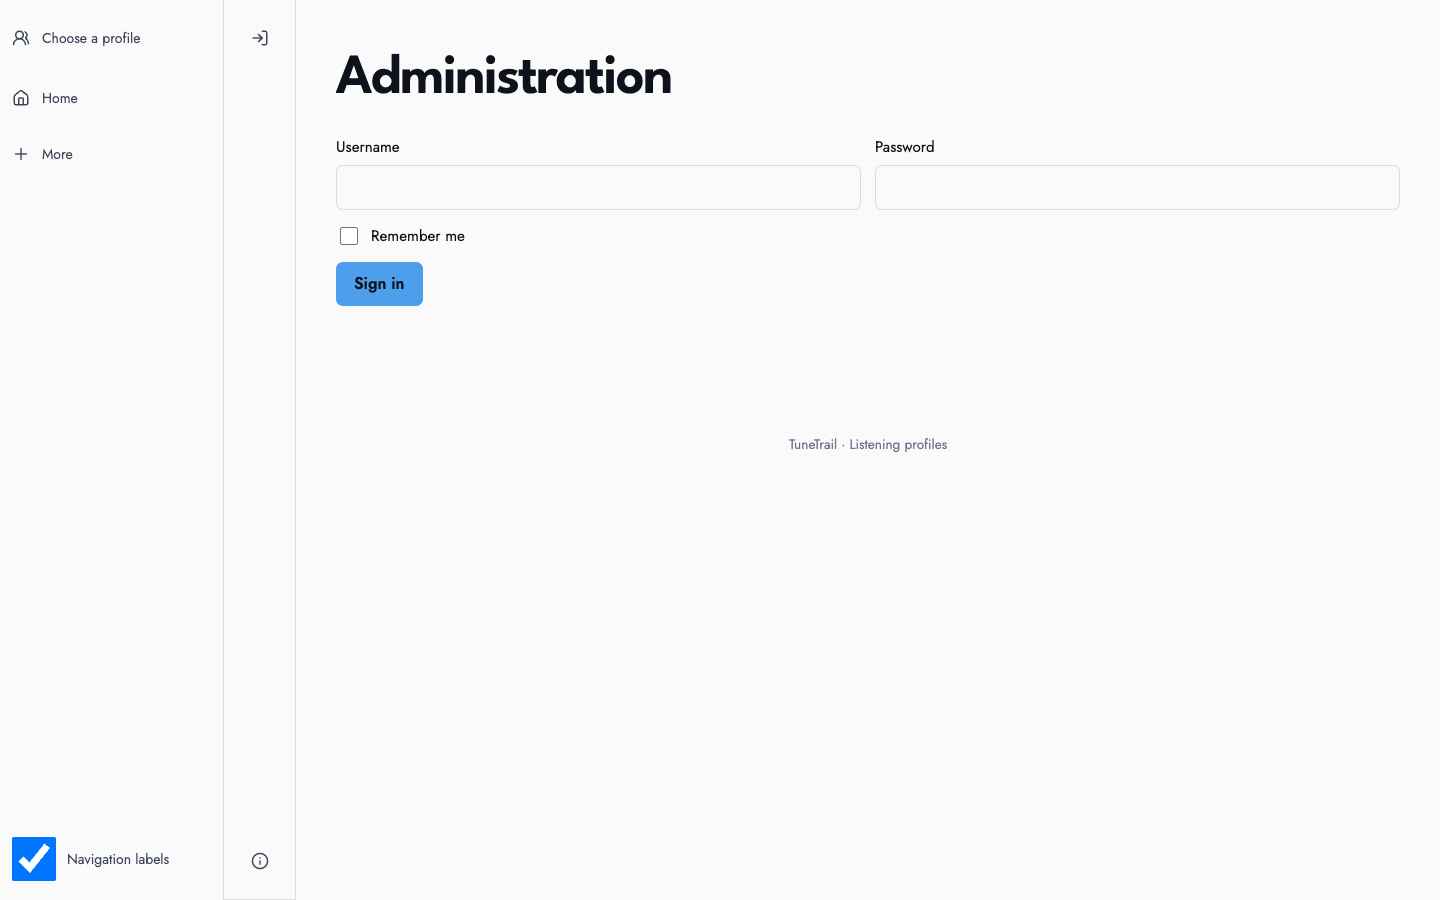 Choose a profile
Home
More
Navigation labels
Administration
Username
Password
Remember me
Sign in
TuneTrail · Listening profiles